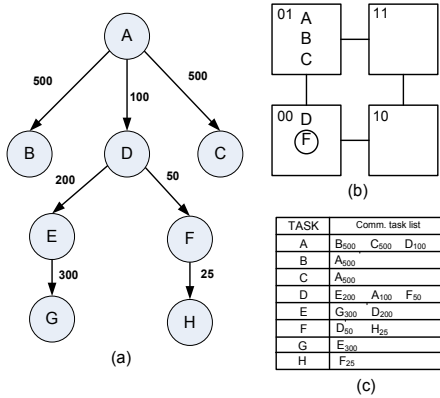 A
500
500
100
B
D
C
200
50
E
F
300
25
G
H
(a)
01
A
B
C
11
00
D
F
10
(b)
TASK Comm. task list
A B500 C500 D100
B A500
C A500
D E200 A100 F50
E G300 D200
F D50 H25
G E300
H F25
(c)